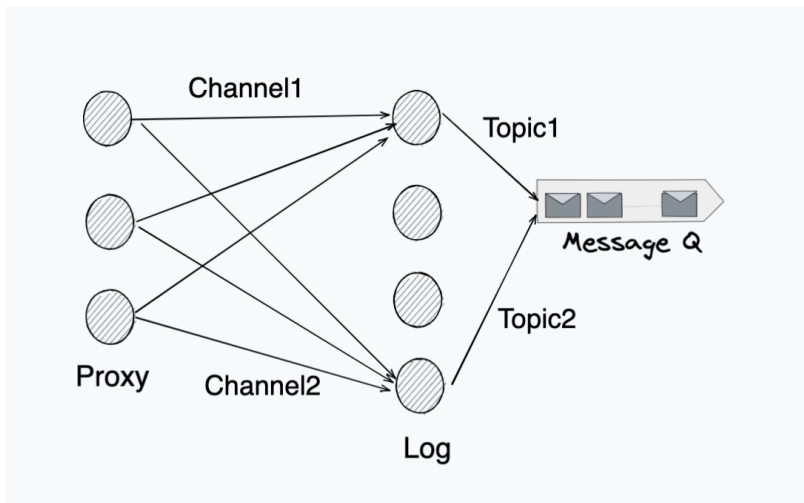 Channel1
Topic1
Message Q
Topic2
Proxy
Channel2
Log